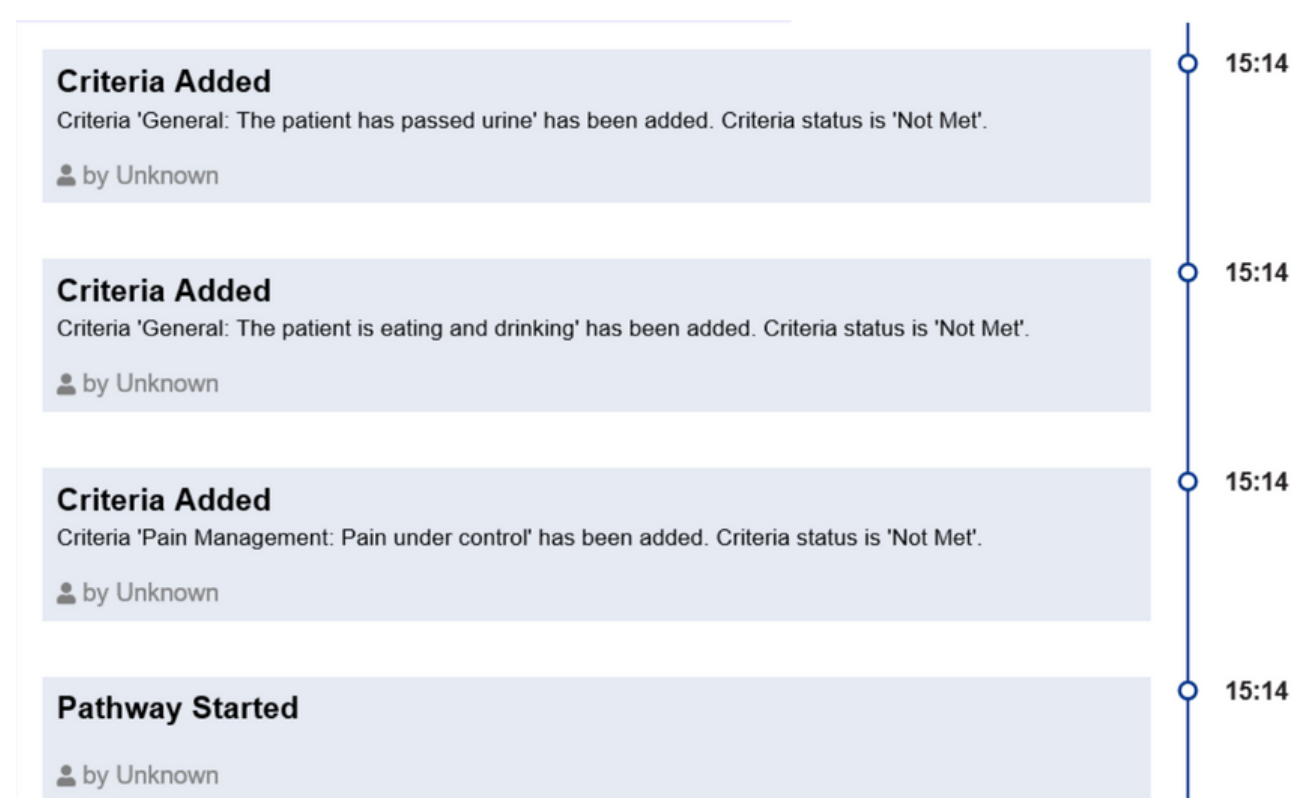 Criteria Added
15:14
Criteria 'General: The patient has passed urine' has been added. Criteria status is 'Not Met'.
by Unknown
Criteria Added
15:14
Criteria 'General: The patient is eating and drinking' has been added. Criteria status is 'Not Met'.
by Unknown
Criteria Added
15:14
Criteria 'Pain Management: Pain under control' has been added. Criteria status is 'Not Met'.
by Unknown
Pathway Started
15:14
by Unknown